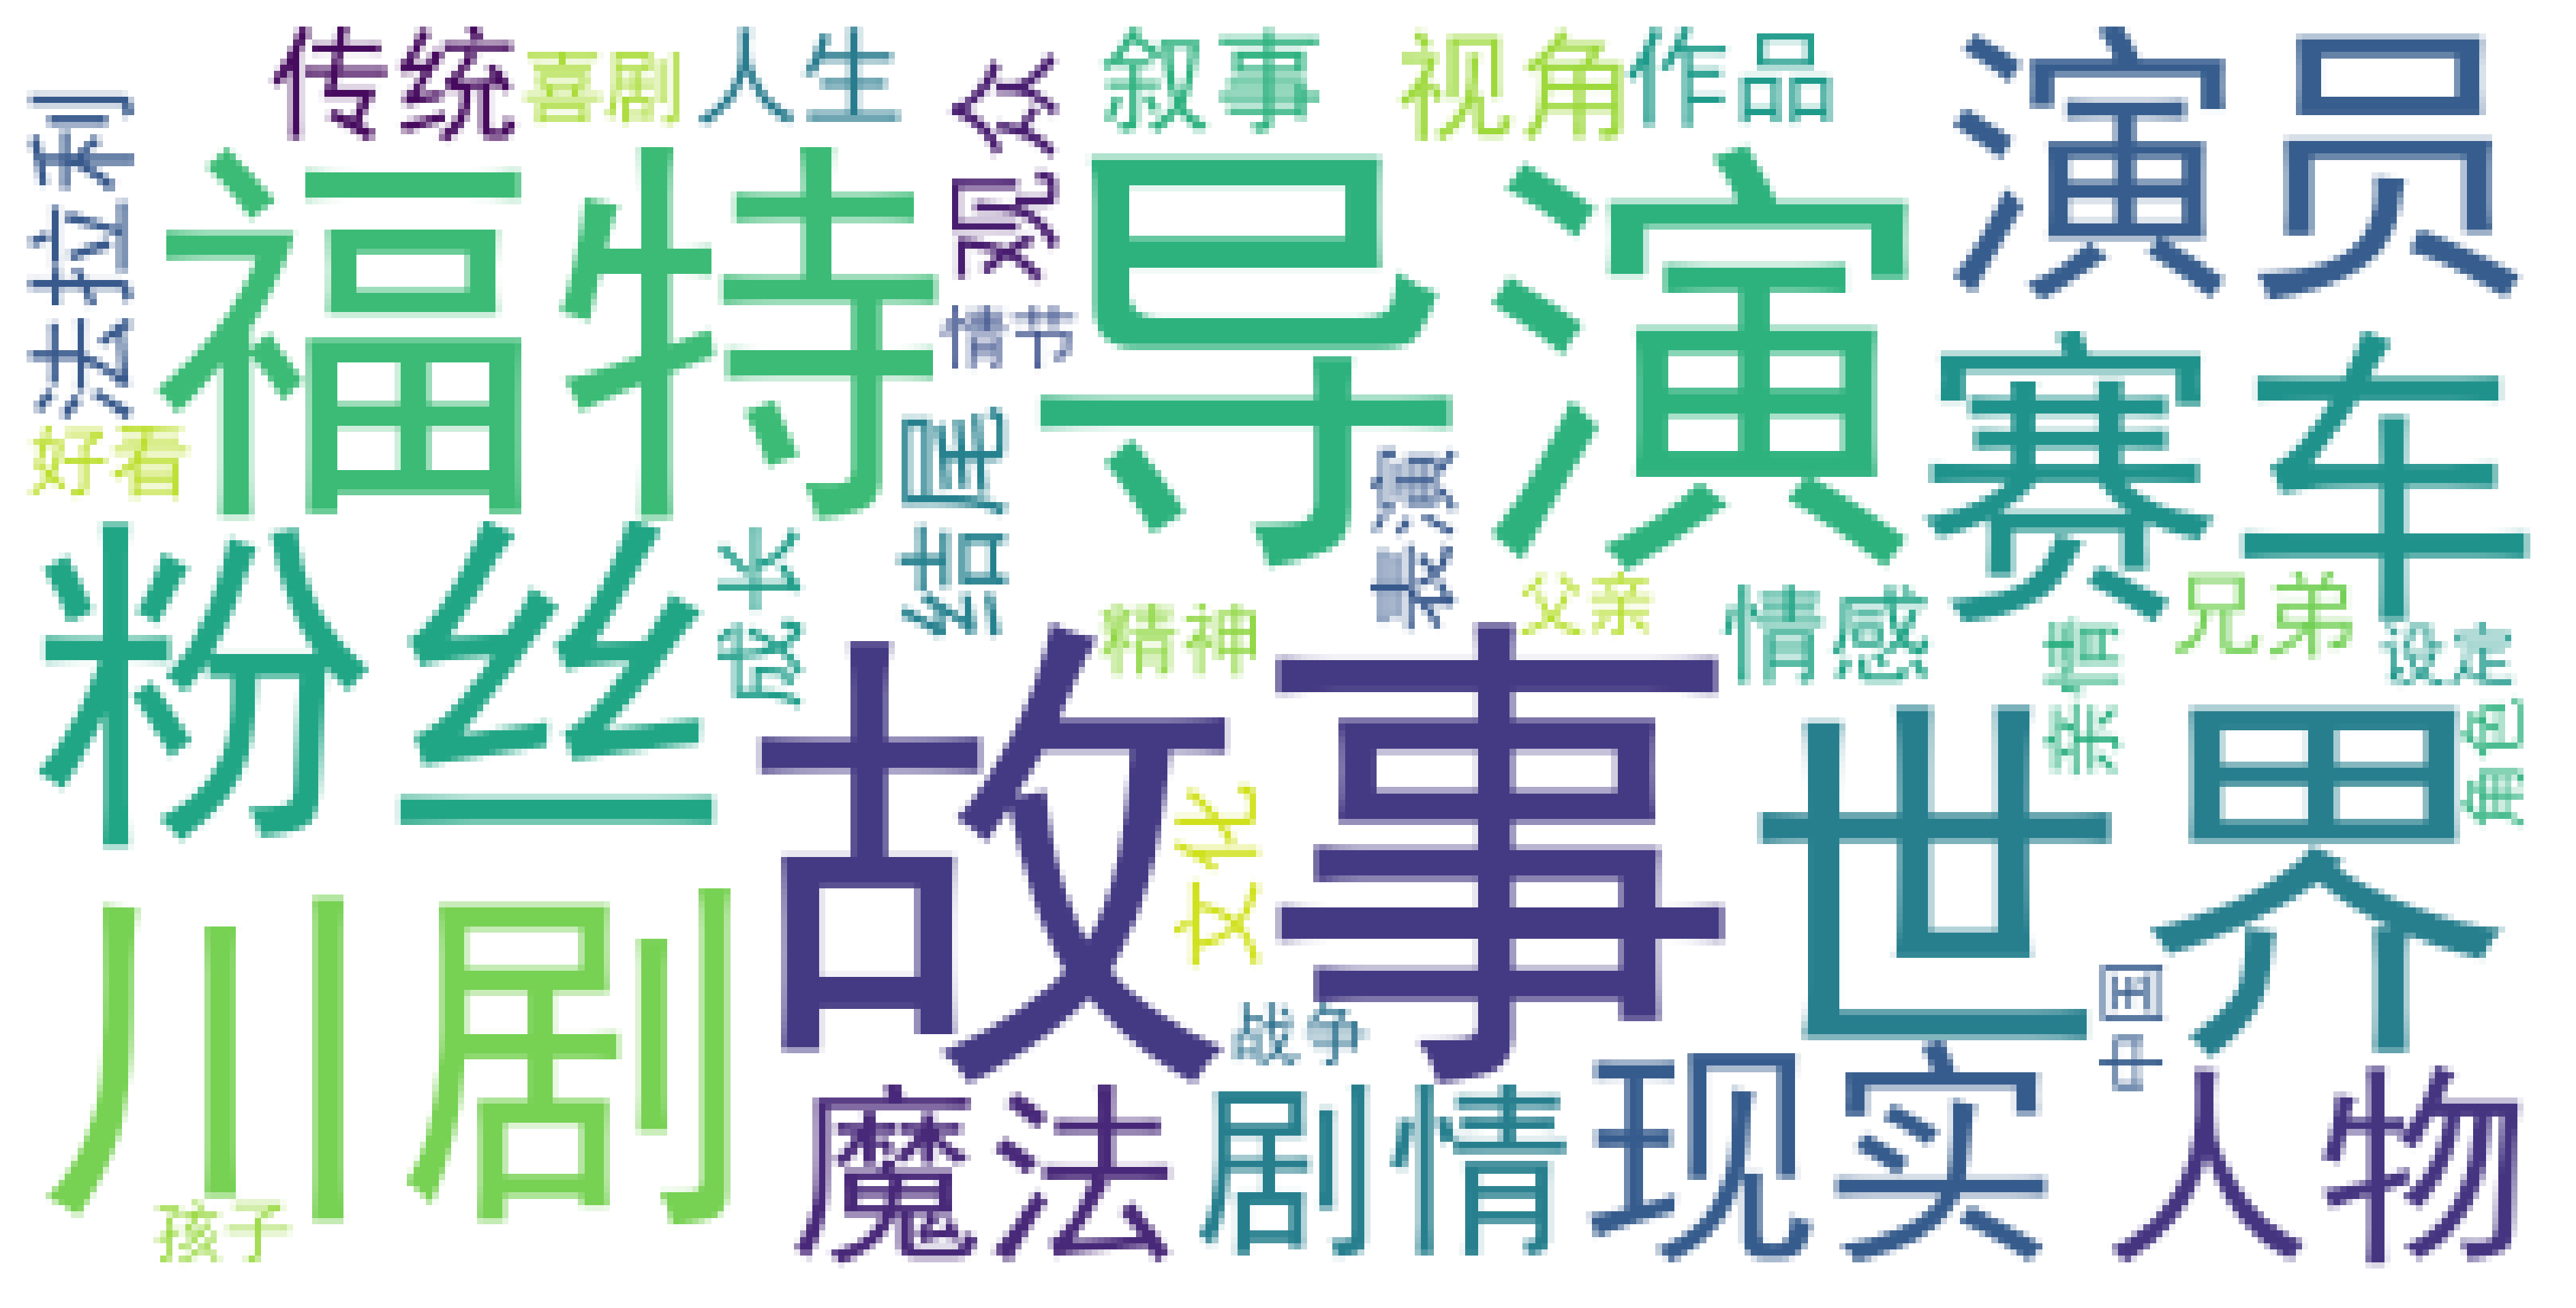 传统
喜剧
人生
观众
叙事
视角
作品
演员
法拉利
福特
导演
情节
赛车
好看
结尾
表演
粉丝
成长
精神
父亲
情感
兄弟
亲情
设定
故事
世界
角色
文化
川剧
战争
中国
魔法
剧情
现实
人物
孩子